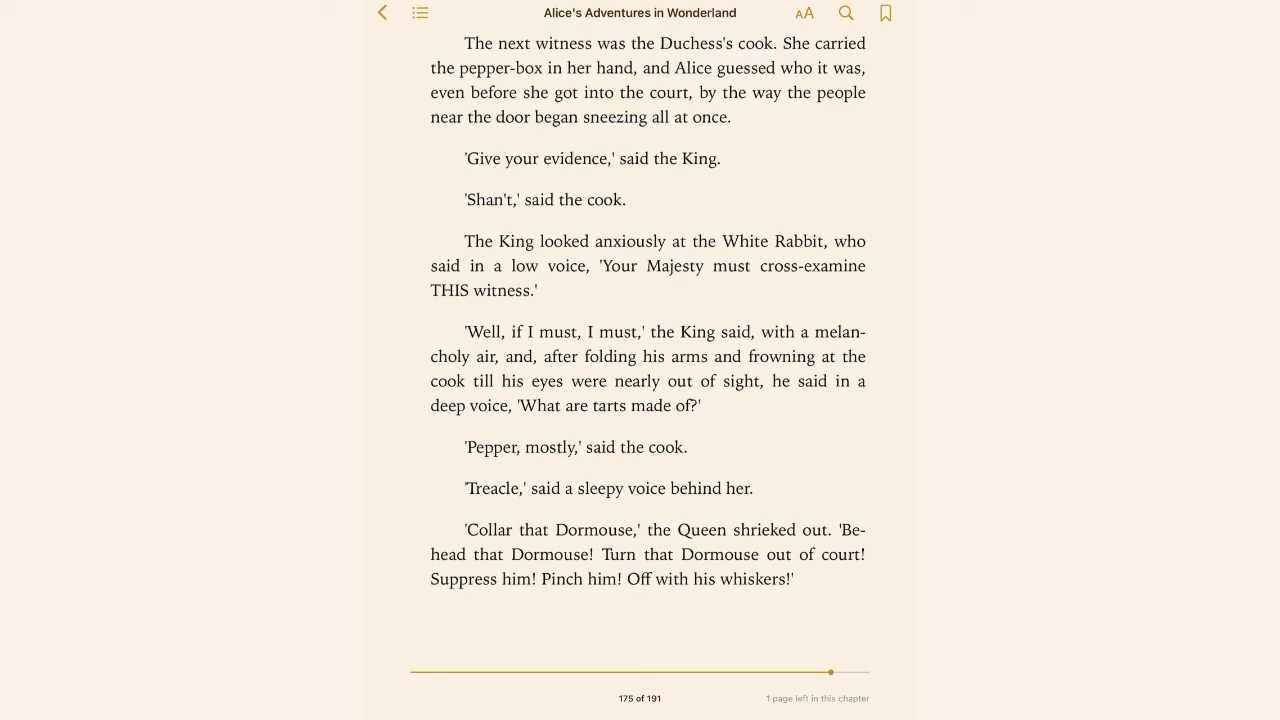 Alice's Adventures in Wonderland
AA
The next witness was the Duchess's cook. She carried
the pepper-box in her hand, and Alice guessed who it was,
even before she got into the court, by the way the people
near the door began sneezing all at once.
'Give your evidence,' said the King.
'Shan't,' said the cook.
The King looked anxiously at the White Rabbit, who
said in a low voice, 'Your Majesty must cross-examine
THIS witness.'
'Well, if I must, I must,' the King said, with a melan-
choly air, and, after folding his arms and frowning at the
cook till his eyes were nearly out of sight, he said in a
deep voice, 'What are tarts made of?'
'Pepper, mostly,' said the cook.
'Treacle,' said a sleepy voice behind her.
'Collar that Dormouse,' the Queen shrieked out. 'Be-
head that Dormouse! Turn that Dormouse out of court!
Suppress him! Pinch him! Off with his whiskers!'
175 of 191
1 page left in this chapter